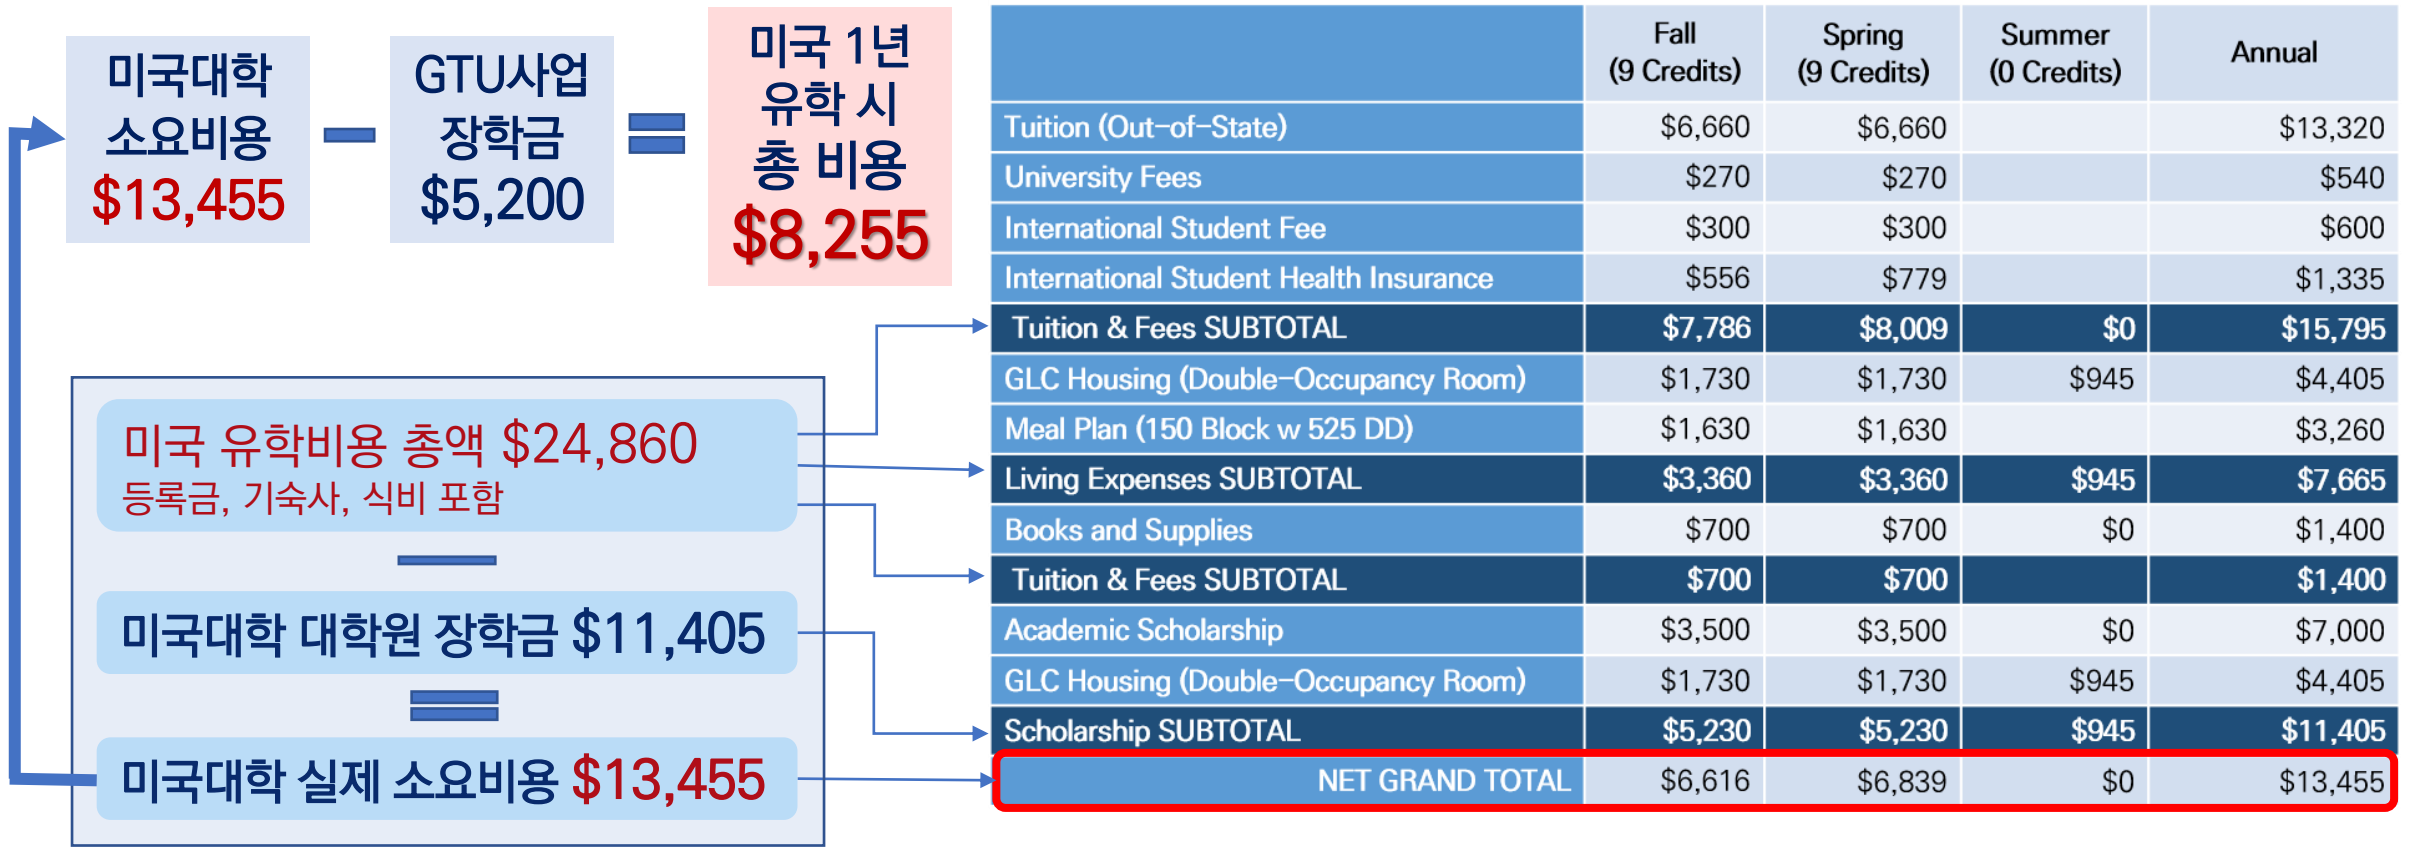 미국대학
소요비용
$13,455
GTU사업
장학금
$5,200
미국 1년
유학 시
총 비용
$8,255
미국 유학비용 총액 $24,860
등록금, 기숙사, 식비 포함
미국대학 대학원 장학금 $11,405
미국대학 실제 소요비용 $13,455
Fall (9 Credits) Spring (9 Credits) Summer (0 Credits) Annual
Tuition (Out-of-State) $6,660 $6,660 $13,320
University Fees $270 $270 $540
International Student Fee $300 $300 $600
International Student Health Insurance $556 $779 $1,335
Tuition & Fees SUBTOTAL $7,786 $8,009 $0 $15,795
GLC Housing (Double-Occupancy Room) $1,730 $1,730 $945 $4,405
Meal Plan (150 Block w 525 DD) $1,630 $1,630 $3,260
Living Expenses SUBTOTAL $3,360 $3,360 $945 $7,665
Books and Supplies $700 $700 $0 $1,400
Tuition & Fees SUBTOTAL $700 $700 $1,400
Academic Scholarship $3,500 $3,500 $0 $7,000
GLC Housing (Double-Occupancy Room) $1,730 $1,730 $945 $4,405
Scholarship SUBTOTAL $5,230 $5,230 $945 $11,405
NET GRAND TOTAL $6,616 $6,839 $0 $13,455